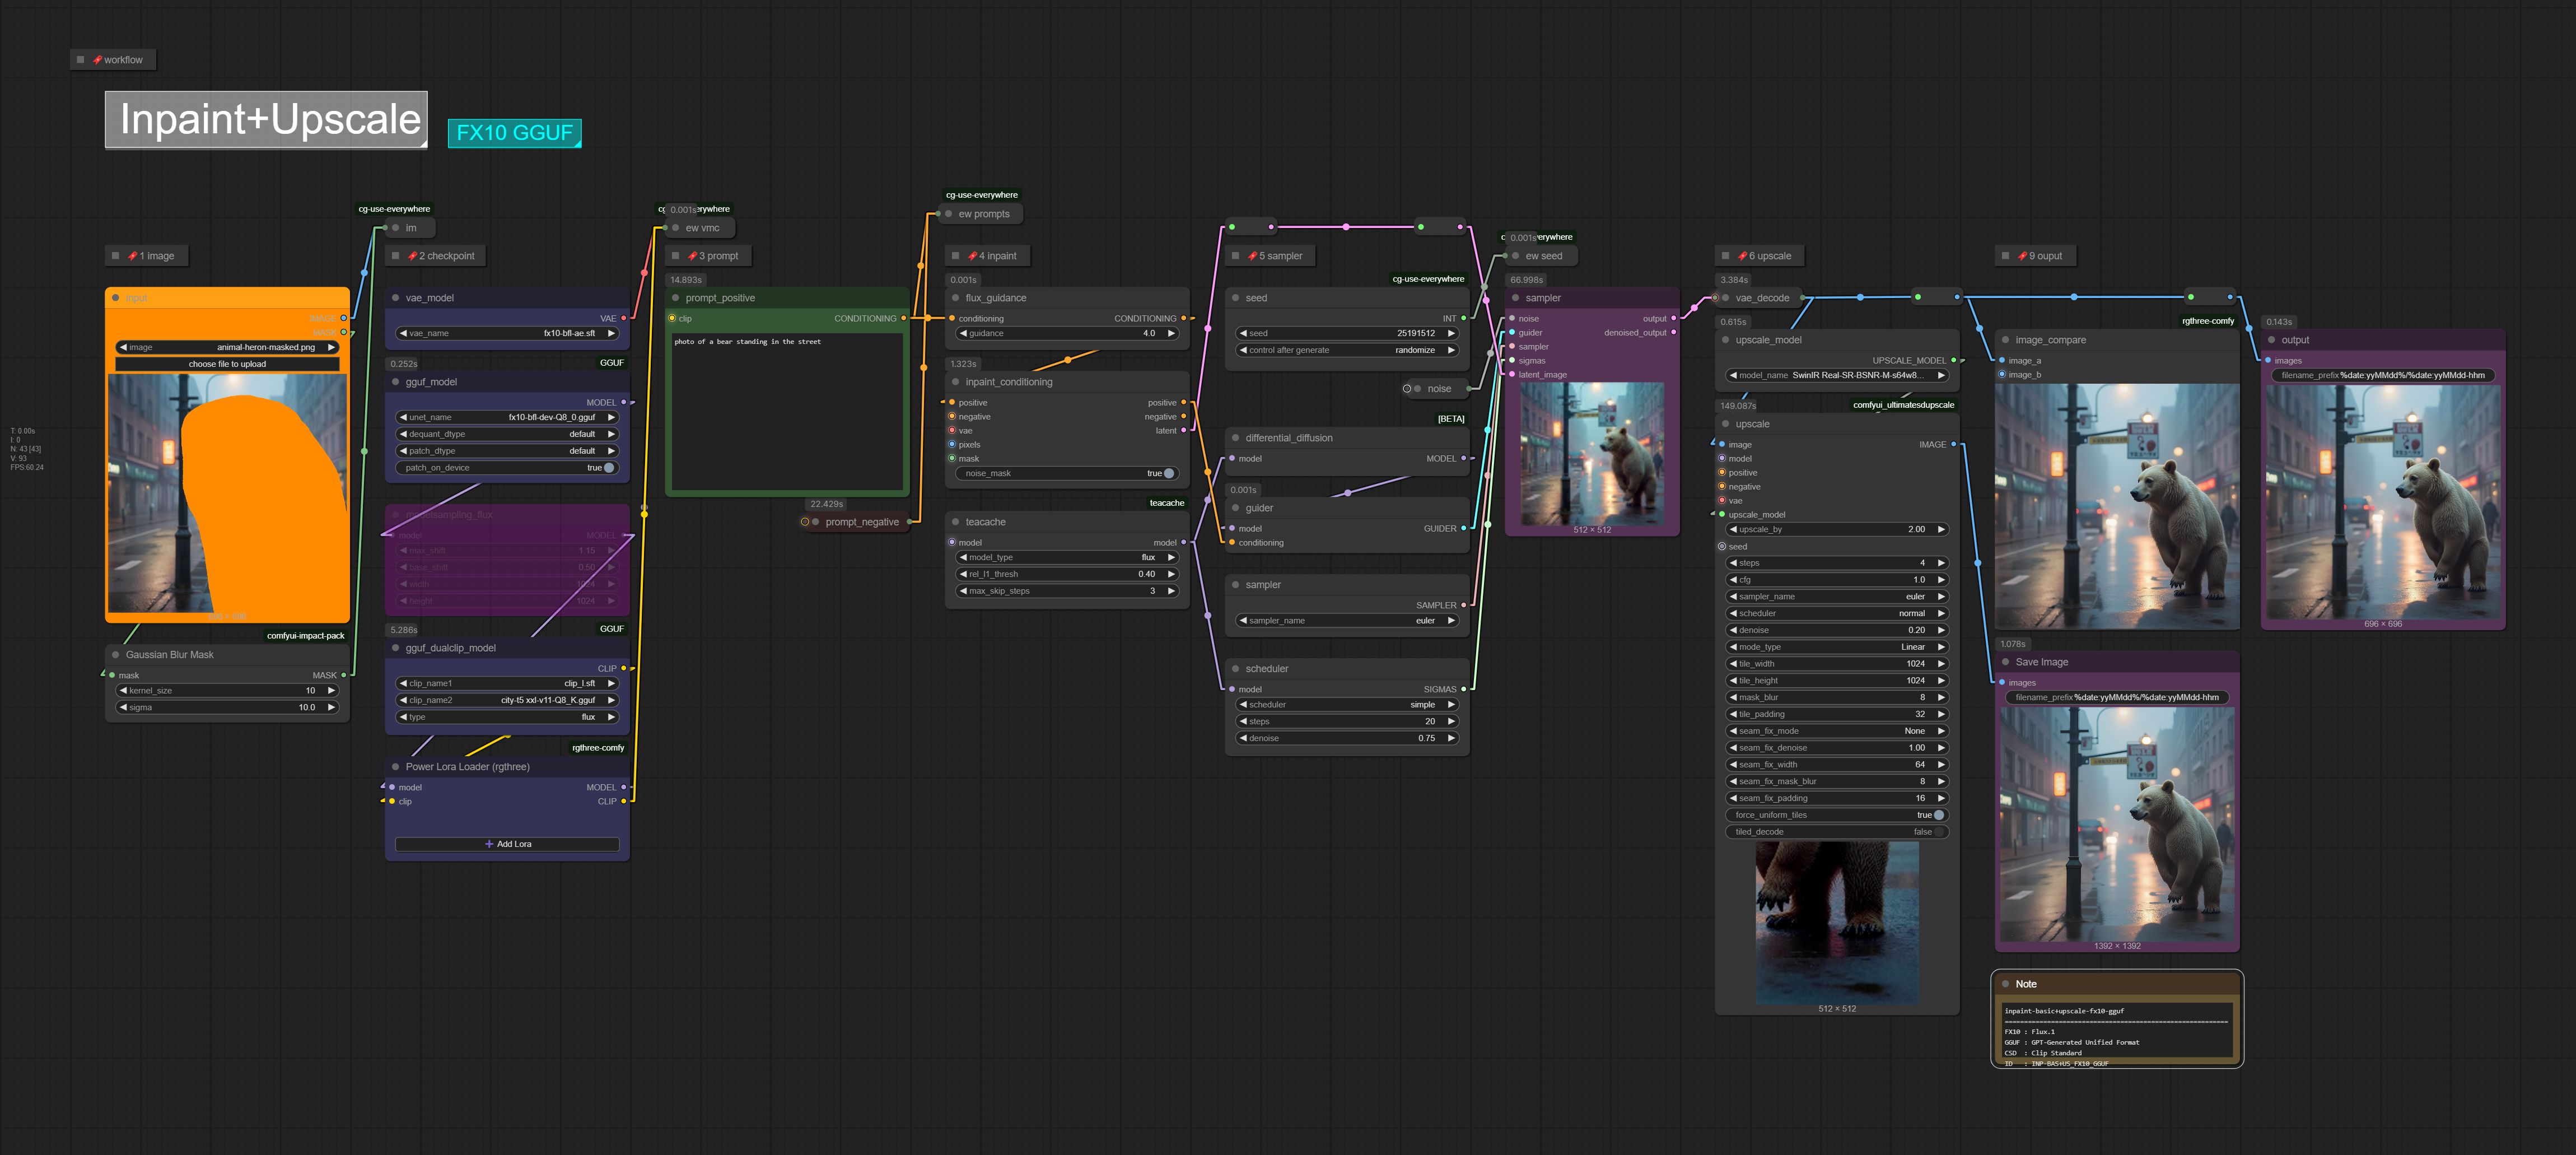 workflow
Inpaint+Upscale
FX10 GGUF
T: 0.00s
I: 0
N: 43 [43]
V: 93
FPS:60.24
1 image
input
IMAGE
MASK
image animal-heron-masked.png
choose file to upload
comfyui-impact-pack
Gaussian Blur Mask
mask MASK
kernel_size 10
sigma 10.0
cg-use-everywhere
im
2 checkpoint
vae_model
VAE
vae_name fx10-bfl-ae.sft
0.252s
GGUF
gguf_model
MODEL
unet_name fx10-bfl-dev-Q8_0.gguf
dequant_dtype default
patch_dtype default
patch_on_device true
modelsampling_flux
model MODEL
max_shift 1.15
base_shift 0.50
width 1024
height 1024
5.286s
GGUF
gguf_dualclip_model
CLIP
clip_name1 clip_l.sft
clip_name2 city-t5 xxl-v11-Q8_K.gguf
type flux
rgthree-comfy
Power Lora Loader (rgthree)
model MODEL
clip CLIP
Add Lora
0.001s
ew vmc
3 prompt
14.893s
prompt_positive
clip CONDITIONING
photo of a bear standing in the street
22.429s
prompt_negative
cg-use-everywhere
ew prompts
4 inpaint
0.001s
flux_guidance
conditioning CONDITIONING
guidance 4.0
1.323s
inpaint_conditioning
positive positive
negative negative
vae latent
pixels
mask
noise_mask true
teacache
teacache
model model
model_type flux
rel_l1_thresh 0.40
max_skip_steps 3
5 sampler
cg-use-everywhere
seed
INT
seed 25191512
control after generate randomize
noise
[BETA]
differential_diffusion
model MODEL
0.001s
guider
model GUIDER
conditioning
sampler
SAMPLER
sampler_name euler
scheduler
model SIGMAS
scheduler simple
steps 20
denoise 0.75
0.001s
ew seed
66.998s
sampler
noise output
guider denoised_output
sampler
sigmas
latent_image
512 × 512
6 upscale
3.384s
vae_decode
0.615s
upscale_model
UPSCALE_MODEL
model_name SwinIR Real-SR-BSNR-M-s64w8...
149.087s
comfyui_ultimatesdupscale
upscale
image IMAGE
model
positive
negative
vae
upscale_model
upscale_by 2.00
seed
steps 4
cfg 1.0
sampler_name euler
scheduler normal
denoise 0.20
mode_type Linear
tile_width 1024
tile_height 1024
mask_blur 8
tile_padding 32
seam_fix_mode None
seam_fix_denoise 1.00
seam_fix_width 64
seam_fix_mask_blur 8
seam_fix_padding 16
force_uniform_tiles true
tiled_decode false
512 × 512
9 ouput
rgthree-comfy
image_compare
image_a
image_b
1.078s
Save Image
images
filename_prefix %date:yyMMdd%/%date:yyMMdd-hhm
1392 × 1392
0.143s
output
images
filename_prefix %date:yyMMdd%/%date:yyMMdd-hhm
696 × 696
Note
inpaint-basic+upscale-fx10-gguf
FX10 : Flux.1
GGUF : GPT-Generated Unified Format
CSD : Clip Standard
ID : INP-BAS+US_FX10_GGUF